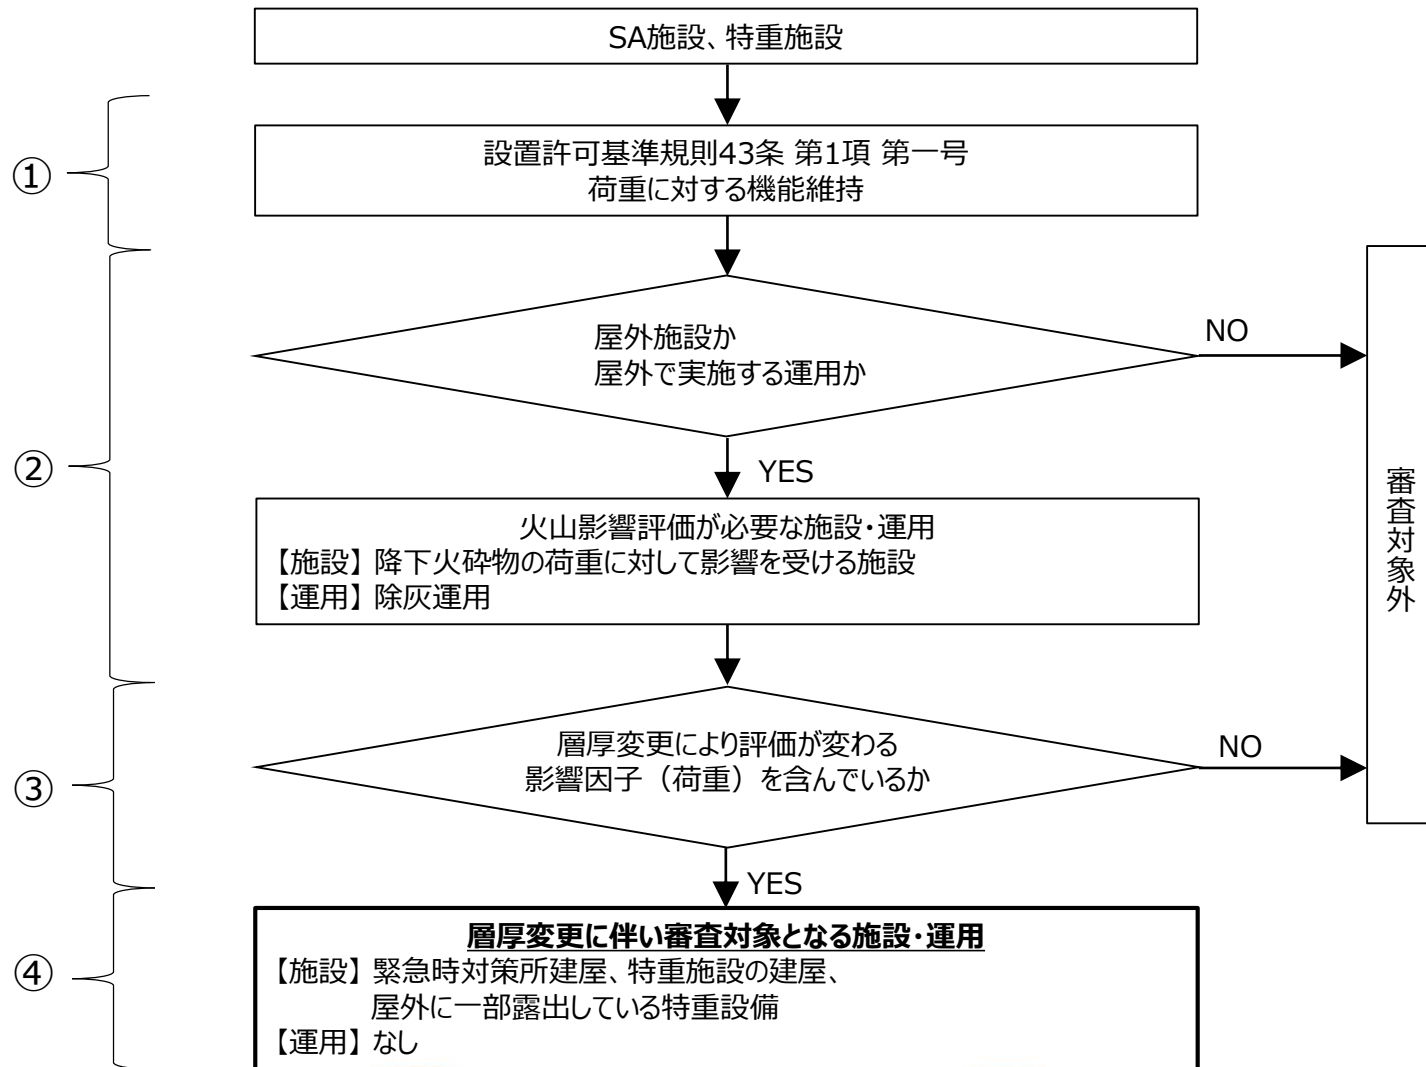 SA施設、特重施設
①
設置許可基準規則43条 第1項 第一号
荷重に対する機能維持
②
屋外施設か
屋外で実施する運用か
NO
YES
審査対象外
火山影響評価が必要な施設・運用
【施設】降下火砕物の荷重に対して影響を受ける施設
【運用】除灰運用
③
層厚変更により評価が変わる
影響因子（荷重）を含んでいるか
NO
YES
④
層厚変更に伴い審査対象となる施設・運用
【施設】緊急時対策所建屋、特重施設の建屋、
屋外に一部露出している特重設備
【運用】なし